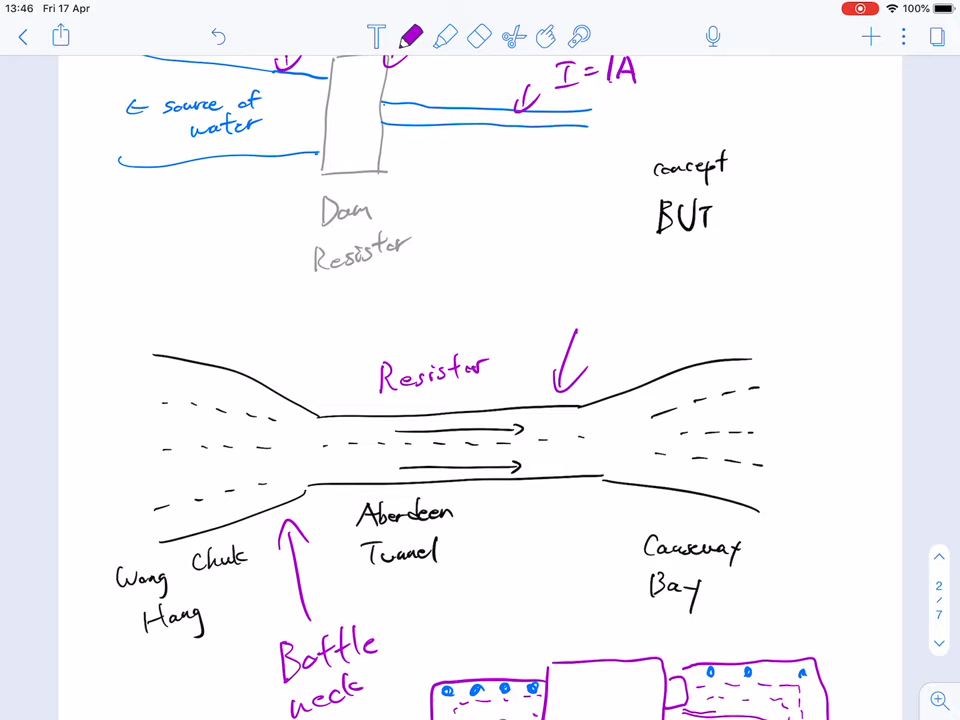 13:46 Fri 17 Apr
100%
T
I = 1A
← source of
water
concept
BUT
Dam
Resistor
Resistor
Aberdeen
Tunnel
Wong Chuk
Hang
Causeway
Bay
Bottle
neck
2
/
7